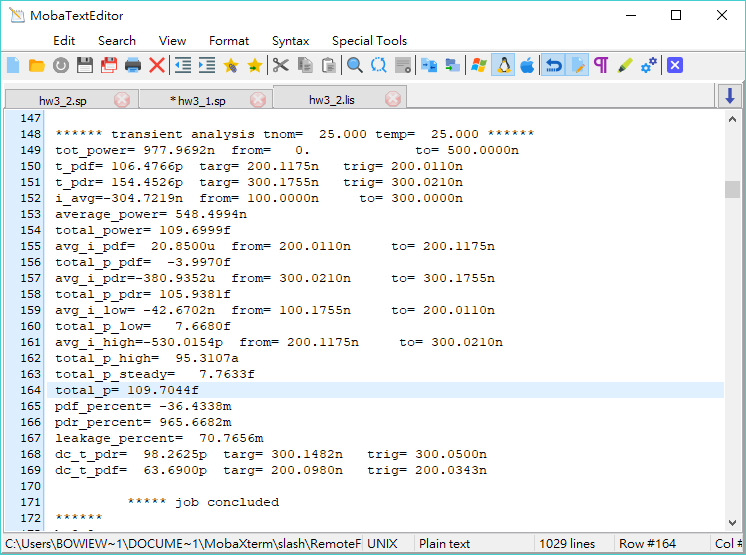 MobaTextEditor
Edit Search View Format Syntax Special Tools
hw3_2.sp *hw3_1.sp hw3_2.lis
147
148 ****** transient analysis tnom=  25.000 temp=  25.000 ******
149 tot_power= 977.9692n  from=   0.            to= 500.0000n
150 t_pdf= 106.4766p  targ= 200.1175n   trig= 200.0110n
151 t_pdr= 154.4526p  targ= 300.1755n   trig= 300.0210n
152 i_avg=-304.7219n  from= 100.0000n     to= 300.0000n
153 average_power= 548.4994n
154 total_power= 109.6999f
155 avg_i_pdf=  20.8500u  from= 200.0110n     to= 200.1175n
156 total_p_pdf=  -3.9970f
157 avg_i_pdr=-380.9352u  from= 300.0210n     to= 300.1755n
158 total_p_pdr= 105.9381f
159 avg_i_low= -42.6702n  from= 100.1755n     to= 200.0110n
160 total_p_low=   7.6680f
161 avg_i_high=-530.0154p  from= 200.1175n     to= 300.0210n
162 total_p_high=  95.3107a
163 total_p_steady=   7.7633f
164 total_p= 109.7044f
165 pdf_percent= -36.4338m
166 pdr_percent= 965.6682m
167 leakage_percent=  70.7656m
168 dc_t_pdr=  98.2625p  targ= 300.1482n   trig= 300.0500n
169 dc_t_pdf=  63.6900p  targ= 200.0980n   trig= 200.0343n
170
171 ***** job concluded
172 ******
C:\Users\BOWIEW~1\DOCUME~1\MobaXterm\slash\RemoteF UNIX Plain text 1029 lines Row #164 Col #